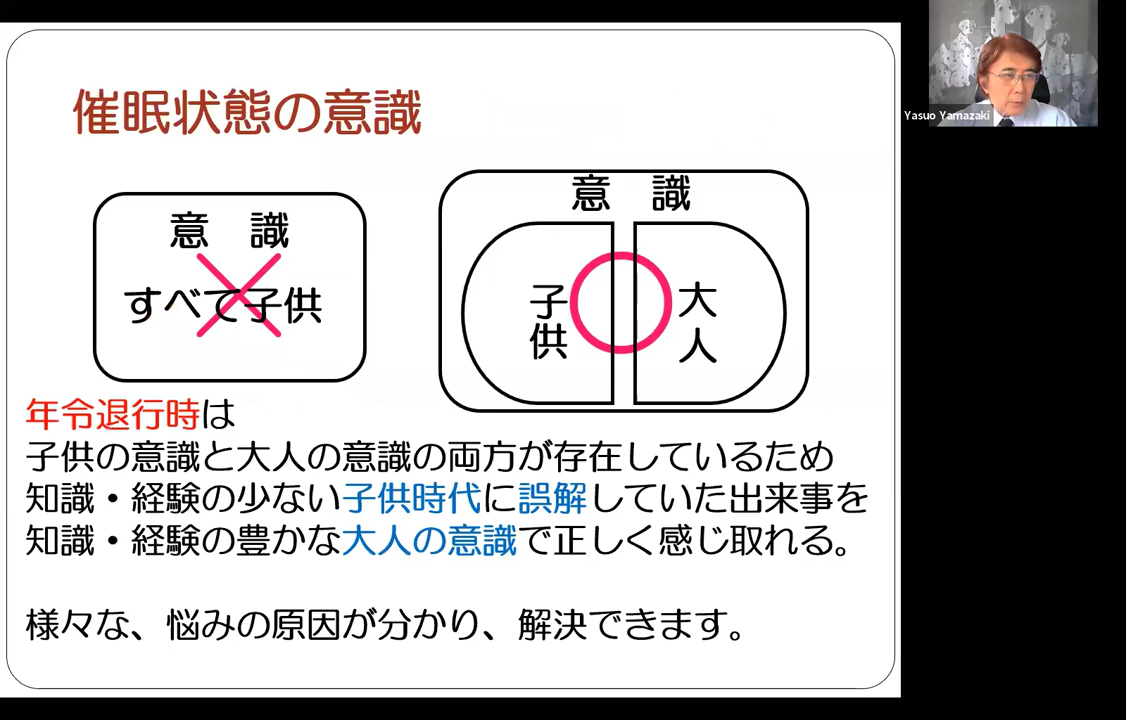 催眠状態の意識
意 識
すべて子供
意 識
子供
大人
年令退行時は
子供の意識と大人の意識の両方が存在しているため
知識・経験の少ない子供時代に誤解していた出来事を
知識・経験の豊かな大人の意識で正しく感じ取れる。
様々な、悩みの原因が分かり、解決できます。
Yasuo Yamazaki